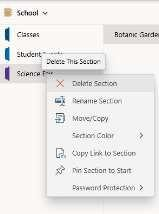 School
Classes
Botanic Garde
Student
Delete This Section
Science
Delete Section
Rename Section
Move/Copy
Section Color
Copy Link to Section
Pin Section to Start
Password Protection